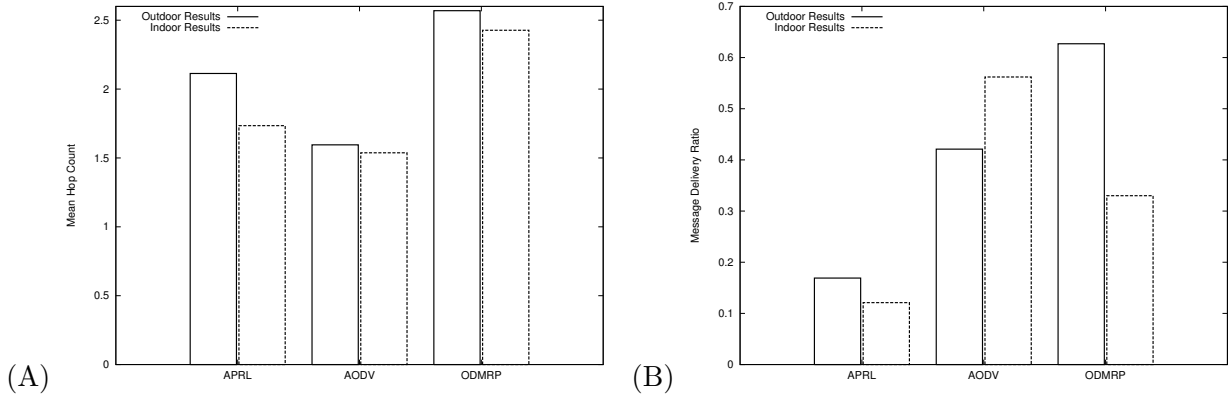 2.5
2
1.5
1
0.5
0
Mean Hop Count
Outdoor Results
Indoor Results
APRL
AODV
ODMRP
(A)
0.7
0.6
0.5
0.4
0.3
0.2
0.1
0
Message Delivery Ratio
Outdoor Results
Indoor Results
APRL
AODV
ODMRP
(B)